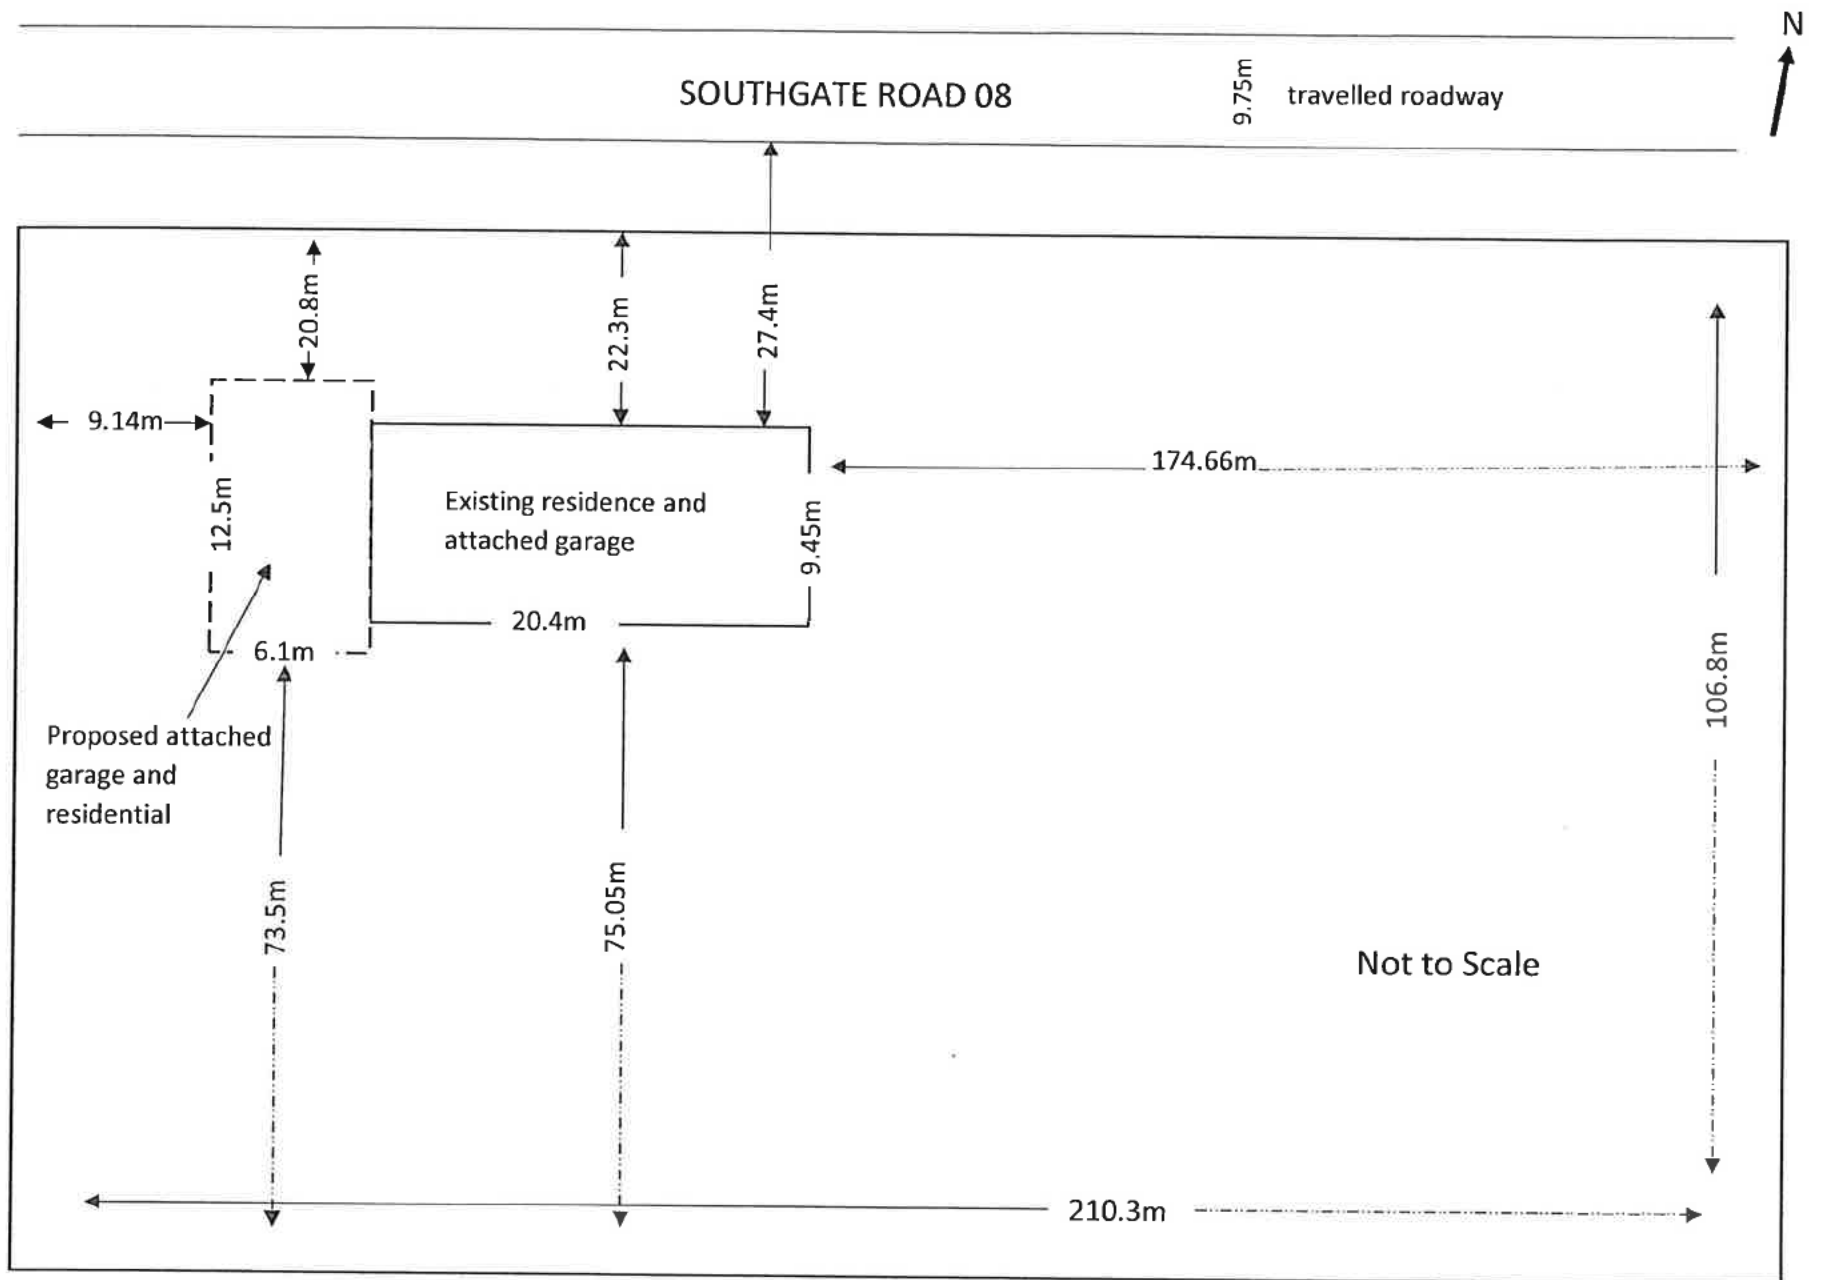 N
SOUTHGATE ROAD 08
9.75m
travelled roadway
20.8m
22.3m
27.4m
9.14m
174.66m
12.5m
Existing residence and
attached garage
9.45m
20.4m
6.1m
106.8m
Proposed attached
garage and
residential
73.5m
75.05m
Not to Scale
210.3m